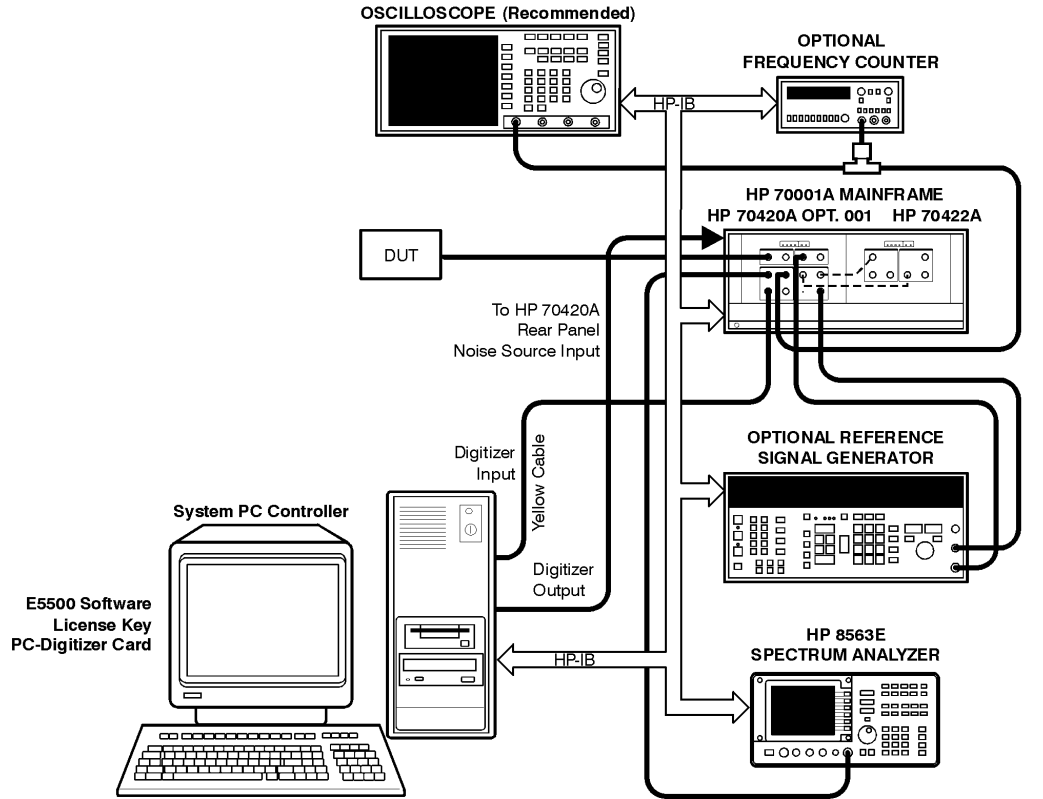 OSCILLOSCOPE (Recommended)
OPTIONAL
FREQUENCY COUNTER
HP-IB
HP 70001A MAINFRAME
HP 70420A OPT. 001 HP 70422A
DUT
To HP 70420A
Rear Panel
Noise Source Input
Digitizer
Input
Yellow Cable
OPTIONAL REFERENCE
SIGNAL GENERATOR
System PC Controller
Digitizer
Output
E5500 Software
License Key
PC-Digitizer Card
HP-IB
HP 8563E
SPECTRUM ANALYZER